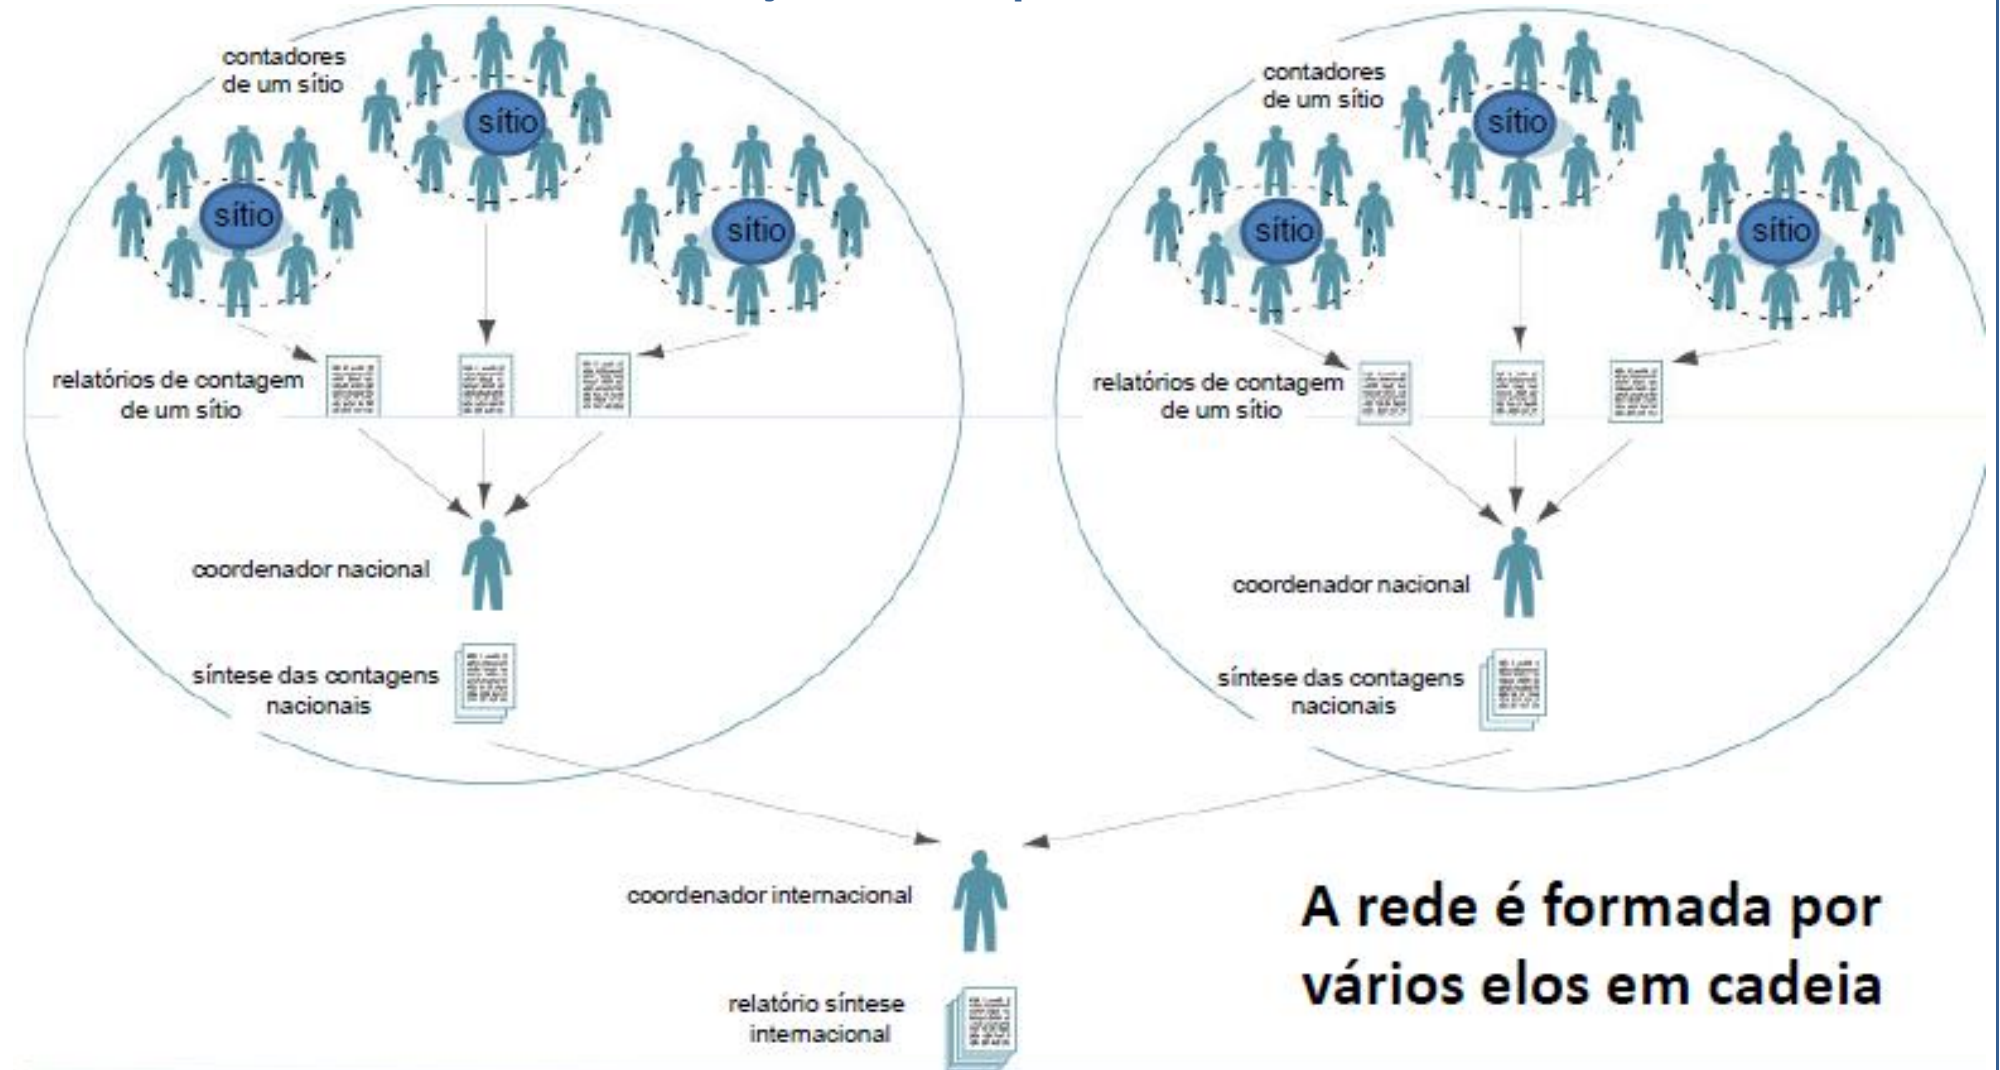 contadores
de um sítio
sítio
sítio
sítio
relatórios de contagem
de um sítio
coordenador nacional
síntese das contagens
nacionais
contadores
de um sítio
sítio
sítio
sítio
relatórios de contagem
de um sítio
coordenador nacional
síntese das contagens
nacionais
coordenador internacional
relatório síntese
internacional
A rede é formada por
vários elos em cadeia